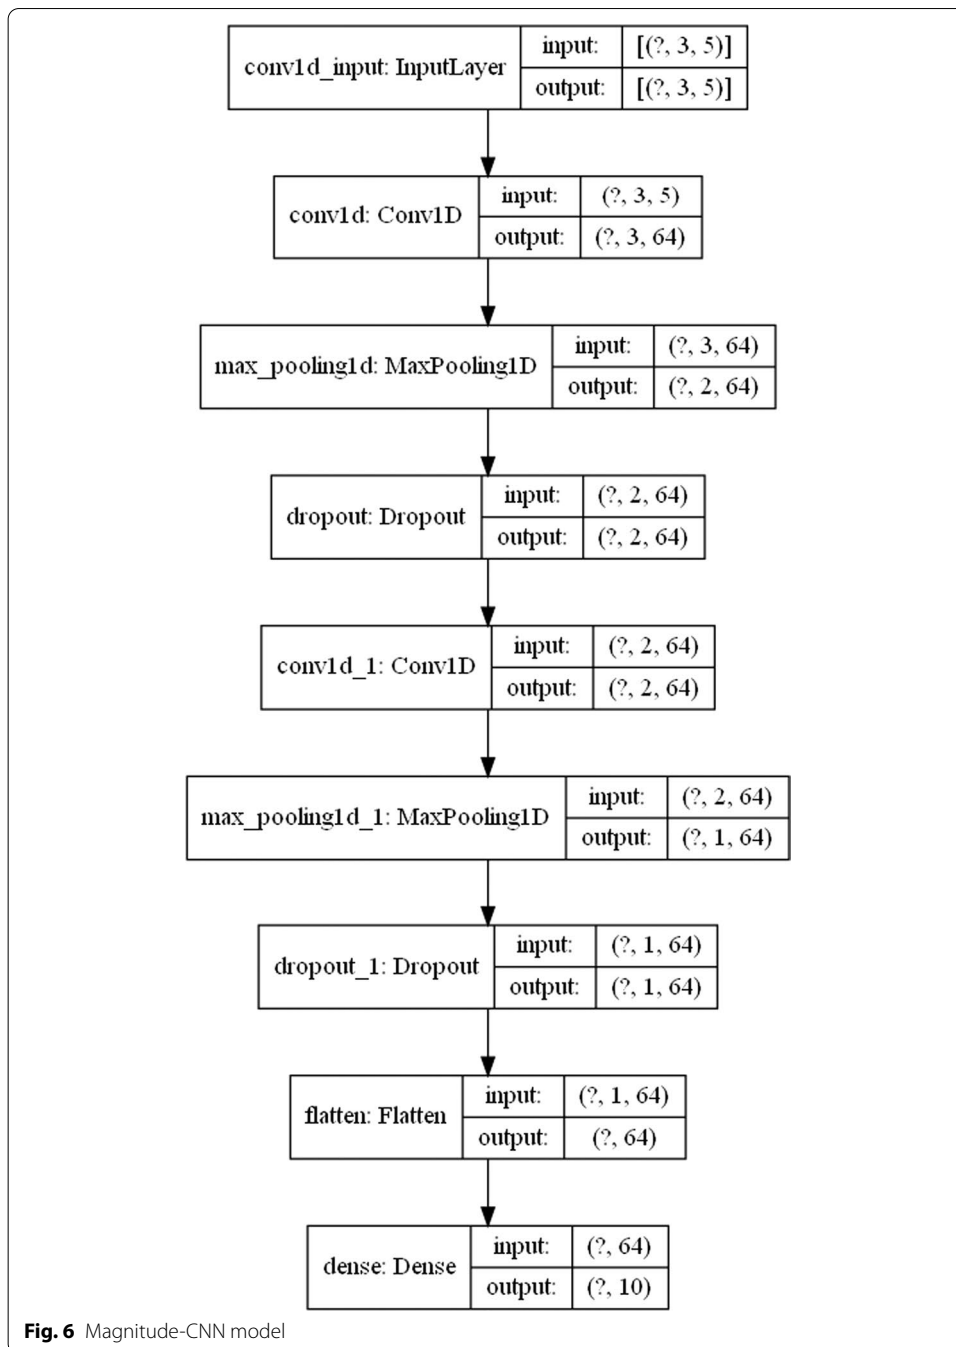 conv1d_input: InputLayer
input: [(?, 3, 5)]
output: [(?, 3, 5)]
conv1d: Conv1D
input: (?, 3, 5)
output: (?, 3, 64)
max_pooling1d: MaxPooling1D
input: (?, 3, 64)
output: (?, 2, 64)
dropout: Dropout
input: (?, 2, 64)
output: (?, 2, 64)
conv1d_1: Conv1D
input: (?, 2, 64)
output: (?, 2, 64)
max_pooling1d_1: MaxPooling1D
input: (?, 2, 64)
output: (?, 1, 64)
dropout_1: Dropout
input: (?, 1, 64)
output: (?, 1, 64)
flatten: Flatten
input: (?, 1, 64)
output: (?, 64)
dense: Dense
input: (?, 64)
output: (?, 10)
Fig. 6 Magnitude-CNN model